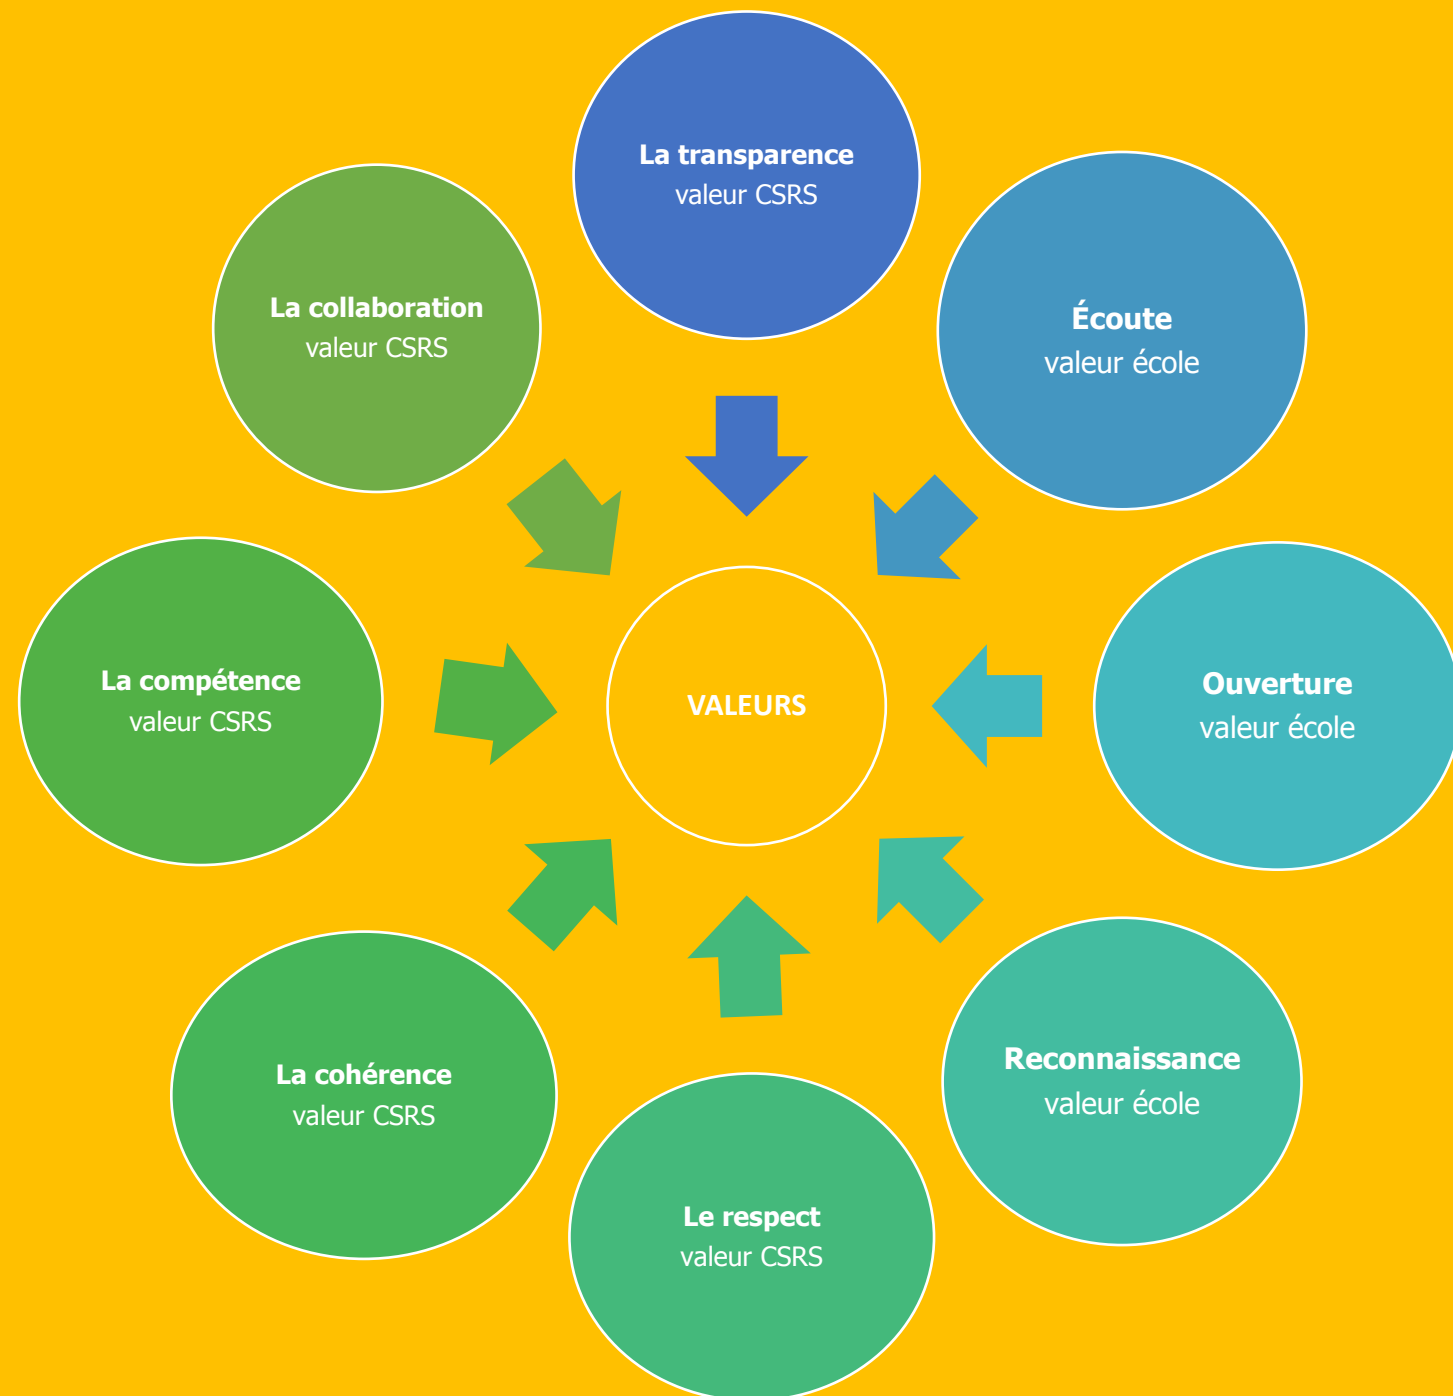 La transparence
valeur CSRS
Écoute
valeur école
Ouverture
valeur école
Reconnaissance
valeur école
Le respect
valeur CSRS
La cohérence
valeur CSRS
La compétence
valeur CSRS
La collaboration
valeur CSRS
VALEURS